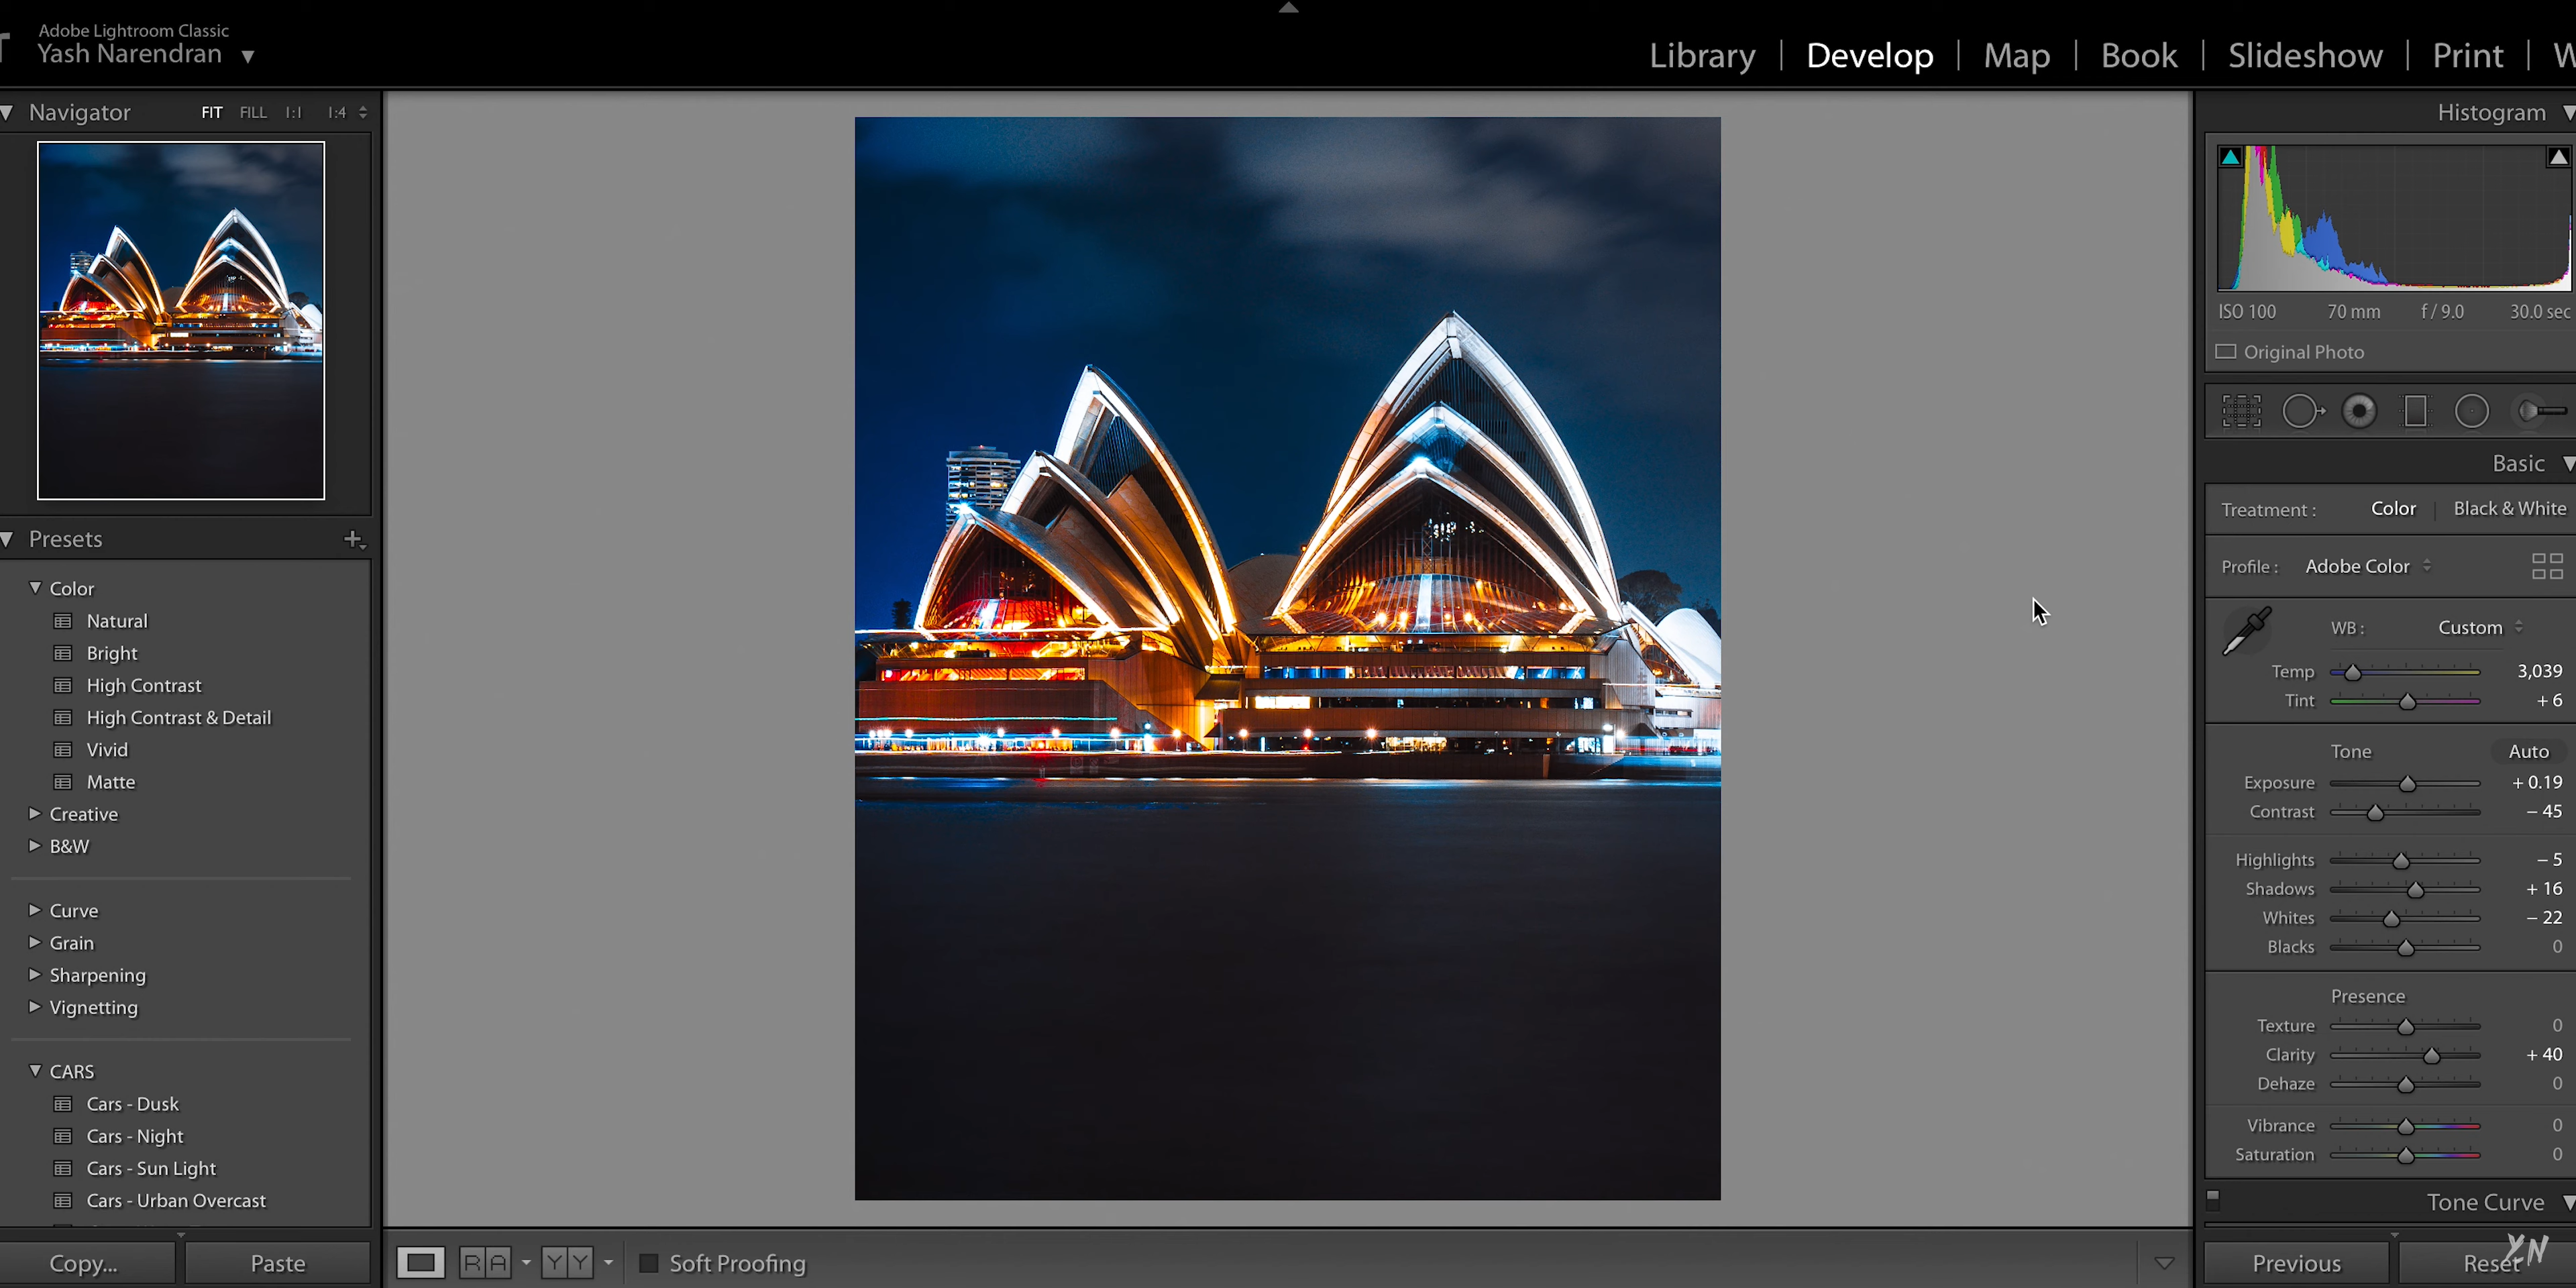 Adobe Lightroom Classic
Yash Narendran
Library | Develop | Map | Book | Slideshow | Print |
Navigator FIT FILL 1:1 1:4
Histogram
ISO 100 70 mm f / 9.0 30.0 sec
Original Photo
Basic
Treatment : Color Black & White
Profile : Adobe Color
WB : Custom
Temp 3,039
Tint + 6
Tone Auto
Exposure + 0.19
Contrast − 45
Highlights − 5
Shadows + 16
Whites − 22
Blacks 0
Presence
Texture 0
Clarity + 40
Dehaze 0
Vibrance 0
Saturation 0
Tone Curve
Previous Reset
YN
Presets
Color
Natural
Bright
High Contrast
High Contrast & Detail
Vivid
Matte
Creative
B&W
Curve
Grain
Sharpening
Vignetting
CARS
Cars - Dusk
Cars - Night
Cars - Sun Light
Cars - Urban Overcast
Copy... Paste
R A Y Y Soft Proofing